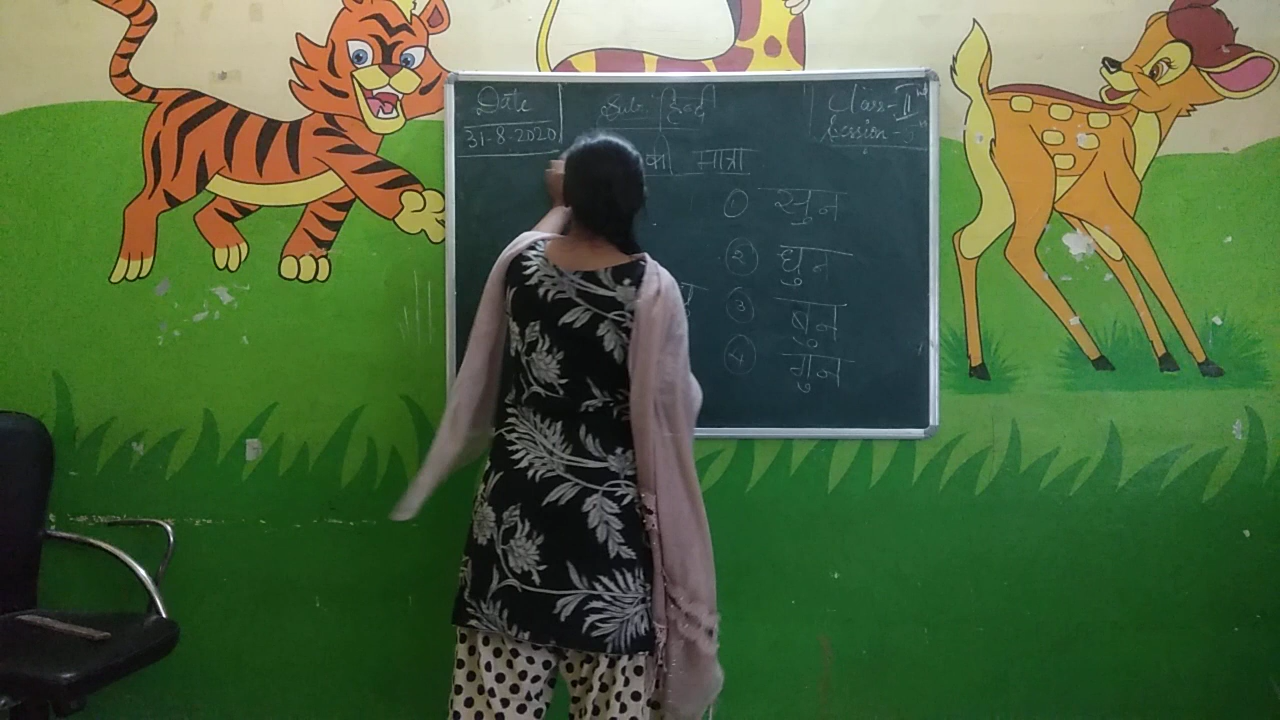 Date
31-8-2020
Sub: हिन्दी
Class-II
Session-
की मात्रा
① सुन
② धुन
③ बुन
④ गुन